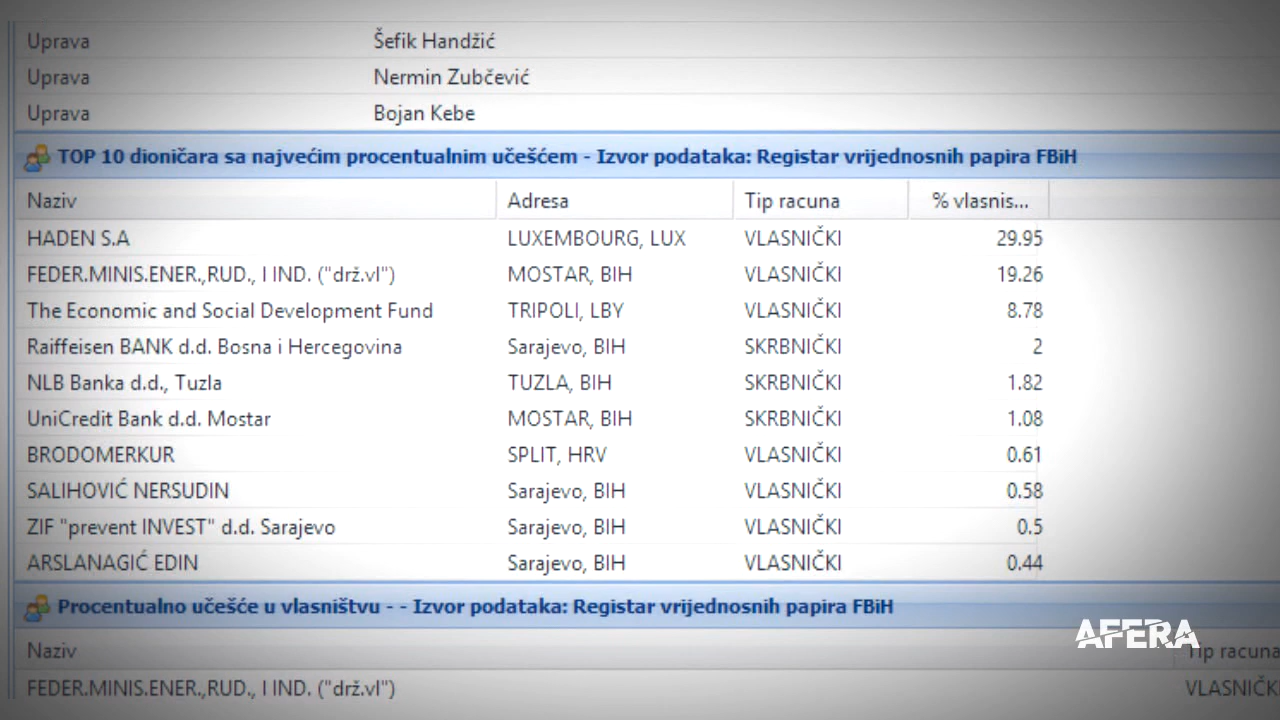 Uprava Šefik Handžić
Uprava Nermin Zubčević
Uprava Bojan Kebe
TOP 10 dioničara sa najvećim procentualnim učešćem - Izvor podataka: Registar vrijednosnih papira FBiH
Naziv Adresa Tip racuna % vlasnis...
HADEN S.A LUXEMBOURG, LUX VLASNIČKI 29.95
FEDER.MINIS.ENER.,RUD., I IND. ("drž.vl") MOSTAR, BIH VLASNIČKI 19.26
The Economic and Social Development Fund TRIPOLI, LBY VLASNIČKI 8.78
Raiffeisen BANK d.d. Bosna i Hercegovina Sarajevo, BIH SKRBNIČKI 2
NLB Banka d.d., Tuzla TUZLA, BIH SKRBNIČKI 1.82
UniCredit Bank d.d. Mostar MOSTAR, BIH SKRBNIČKI 1.08
BRODOMERKUR SPLIT, HRV VLASNIČKI 0.61
SALIHOVIĆ NERSUDIN Sarajevo, BIH VLASNIČKI 0.58
ZIF "prevent INVEST" d.d. Sarajevo Sarajevo, BIH VLASNIČKI 0.5
ARSLANAGIĆ EDIN Sarajevo, BIH VLASNIČKI 0.44
Procentualno učešće u vlasništvu - - Izvor podataka: Registar vrijednosnih papira FBiH
AFERA
Naziv Tip racuna
FEDER.MINIS.ENER.,RUD., I IND. ("drž.vl") VLASNIČKI